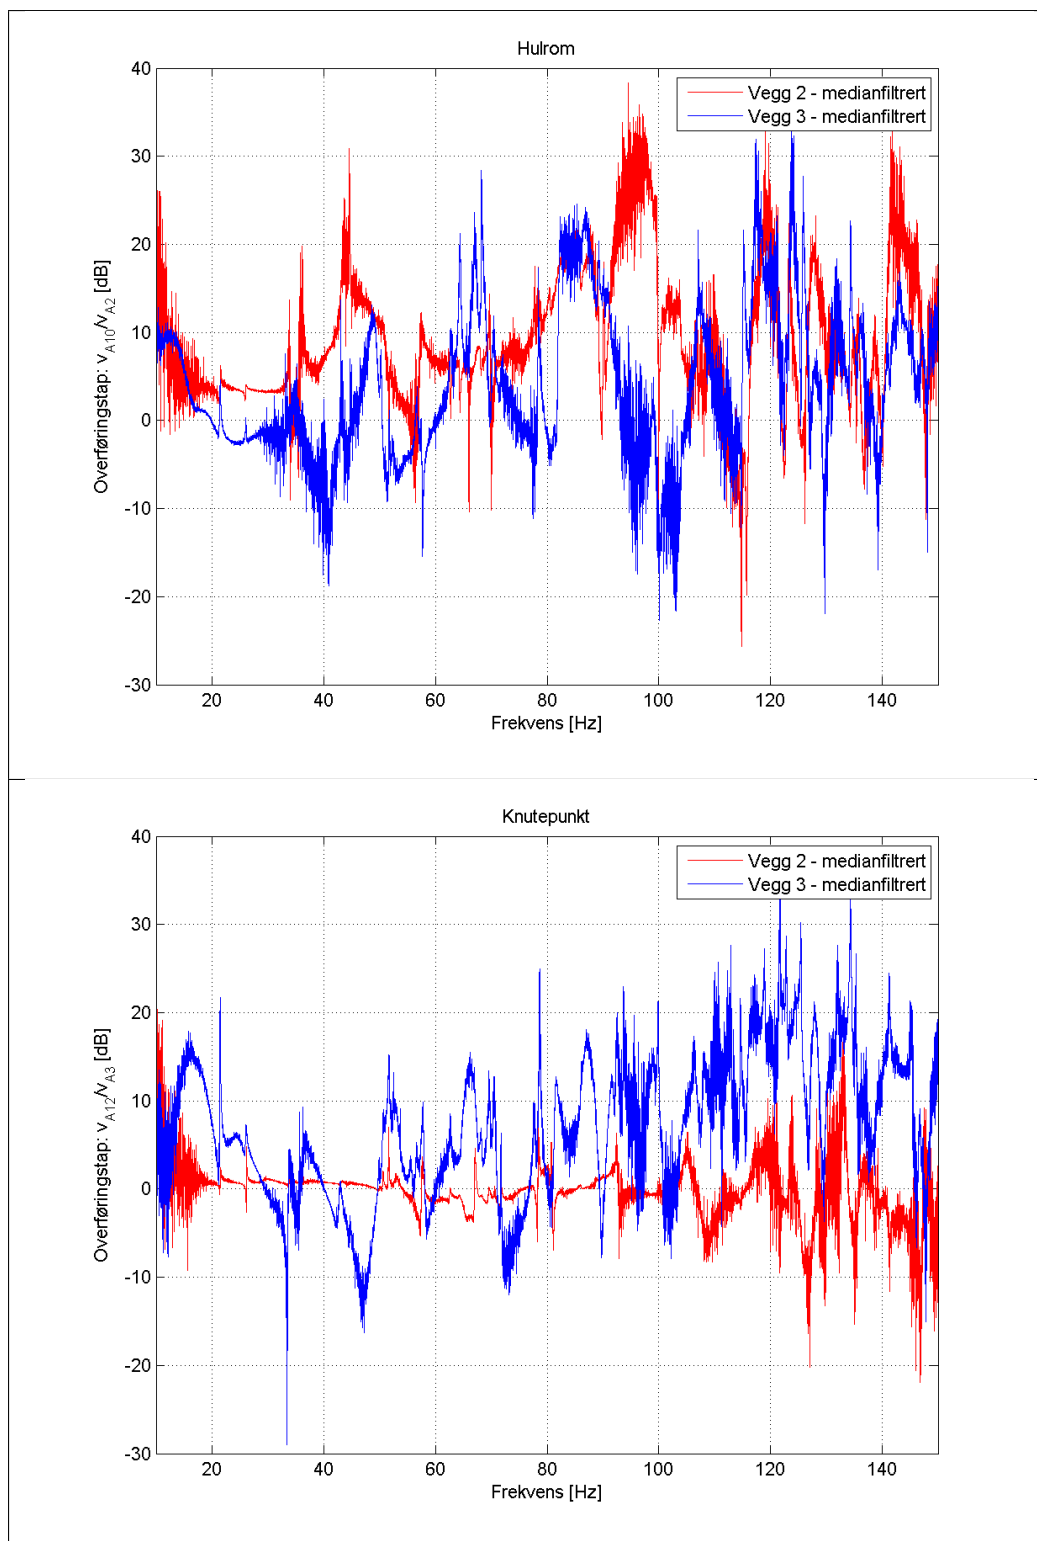 Hulrom
40
30
20
10
0
-10
-20
-30
Overføringstap: vA10/vA2 [dB]
Vegg 2 - medianfiltrert
Vegg 3 - medianfiltrert
20 40 60 80 100 120 140
Frekvens [Hz]
Knutepunkt
40
30
20
10
0
-10
-20
-30
Overføringstap: vA12/vA3 [dB]
Vegg 2 - medianfiltrert
Vegg 3 - medianfiltrert
20 40 60 80 100 120 140
Frekvens [Hz]